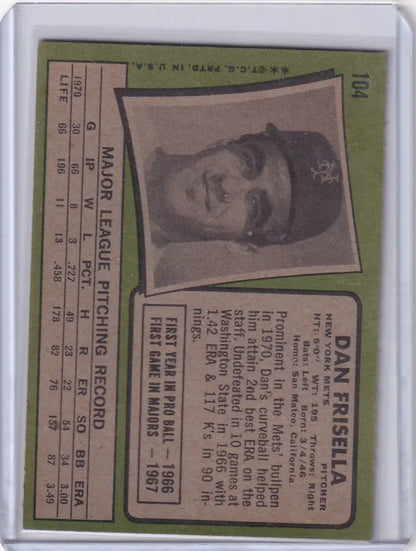 104
**©T.C.G. PRTD. IN U.S.A.
DAN FRISELLA
NEW YORK METS PITCHER
HT: 6'0" WT: 195 Throws: Right
Bats: Left Born: 3/4/46
Home: San Mateo, California
Prominent in the Mets' bullpen
in 1970, Dan's curveball helped
him attain 2nd best ERA on the
staff. Undefeated in 10 games at
Washington State in 1966 with
1.42 ERA & 117 K's in 90 in-
nings.
FIRST YEAR IN PRO BALL — 1966
FIRST GAME IN MAJORS — 1967
MAJOR LEAGUE PITCHING RECORD
G IP W L PCT. H R ER SO BB ERA
1970 30 66 8 3 .727 49 23 22 54 34 3.00
LIFE 66 196 11 13 .458 178 82 76 157 87 3.49